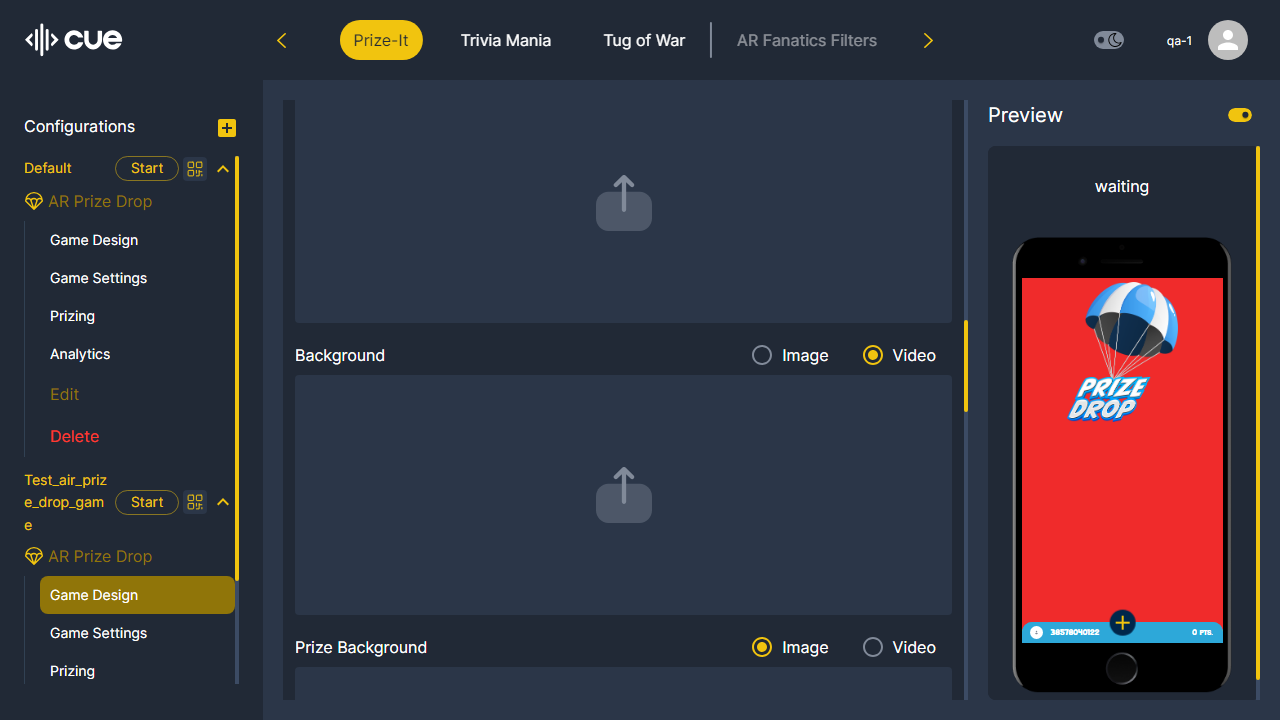 cue
Prize-It
Trivia Mania
Tug of War
AR Fanatics Filters
qa-1
Configurations
Default
Start
AR Prize Drop
Game Design
Game Settings
Prizing
Analytics
Edit
Delete
Test_air_priz
e_drop_gam
e
Start
AR Prize Drop
Game Design
Game Settings
Prizing
Background
Image
Video
Prize Background
Image
Video
Preview
waiting
PRIZE
DROP
38578040122
0 PTS.